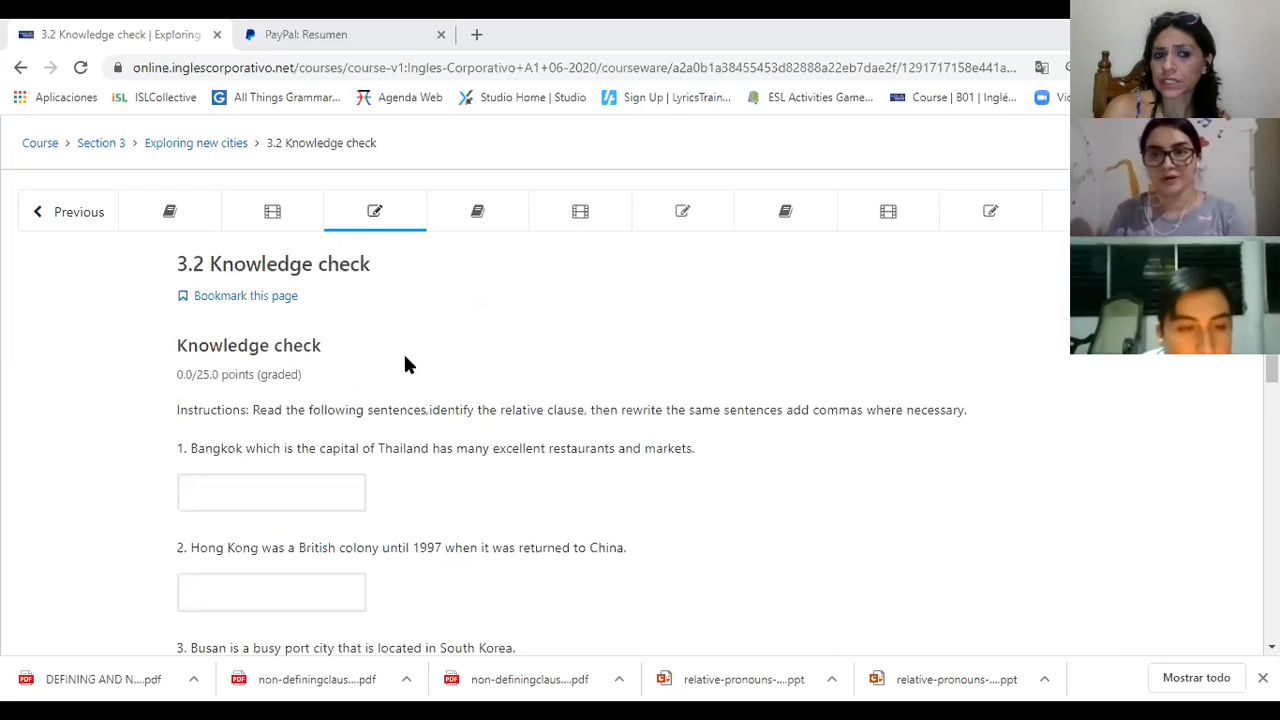 3.2 Knowledge check | Exploring
PayPal: Resumen
online.inglescorporativo.net/courses/course-v1:Ingles-Corporativo+A1+06-2020/courseware/a2a0b1a38455453d82888a22eb7dae2f/1291717158e441a...
Aplicaciones ISLCollective All Things Grammar... Agenda Web Studio Home | Studio Sign Up | LyricsTrain... ESL Activities Game... Course | B01 | Inglé...
Course > Section 3 > Exploring new cities > 3.2 Knowledge check
Previous
3.2 Knowledge check
Bookmark this page
Knowledge check
0.0/25.0 points (graded)
Instructions: Read the following sentences,identify the relative clause, then rewrite the same sentences add commas where necessary.
1. Bangkok which is the capital of Thailand has many excellent restaurants and markets.
2. Hong Kong was a British colony until 1997 when it was returned to China.
3. Busan is a busy port city that is located in South Korea.
DEFINING AND N....pdf non-definingclaus....pdf non-definingclaus....pdf relative-pronouns-....ppt relative-pronouns-....ppt Mostrar todo